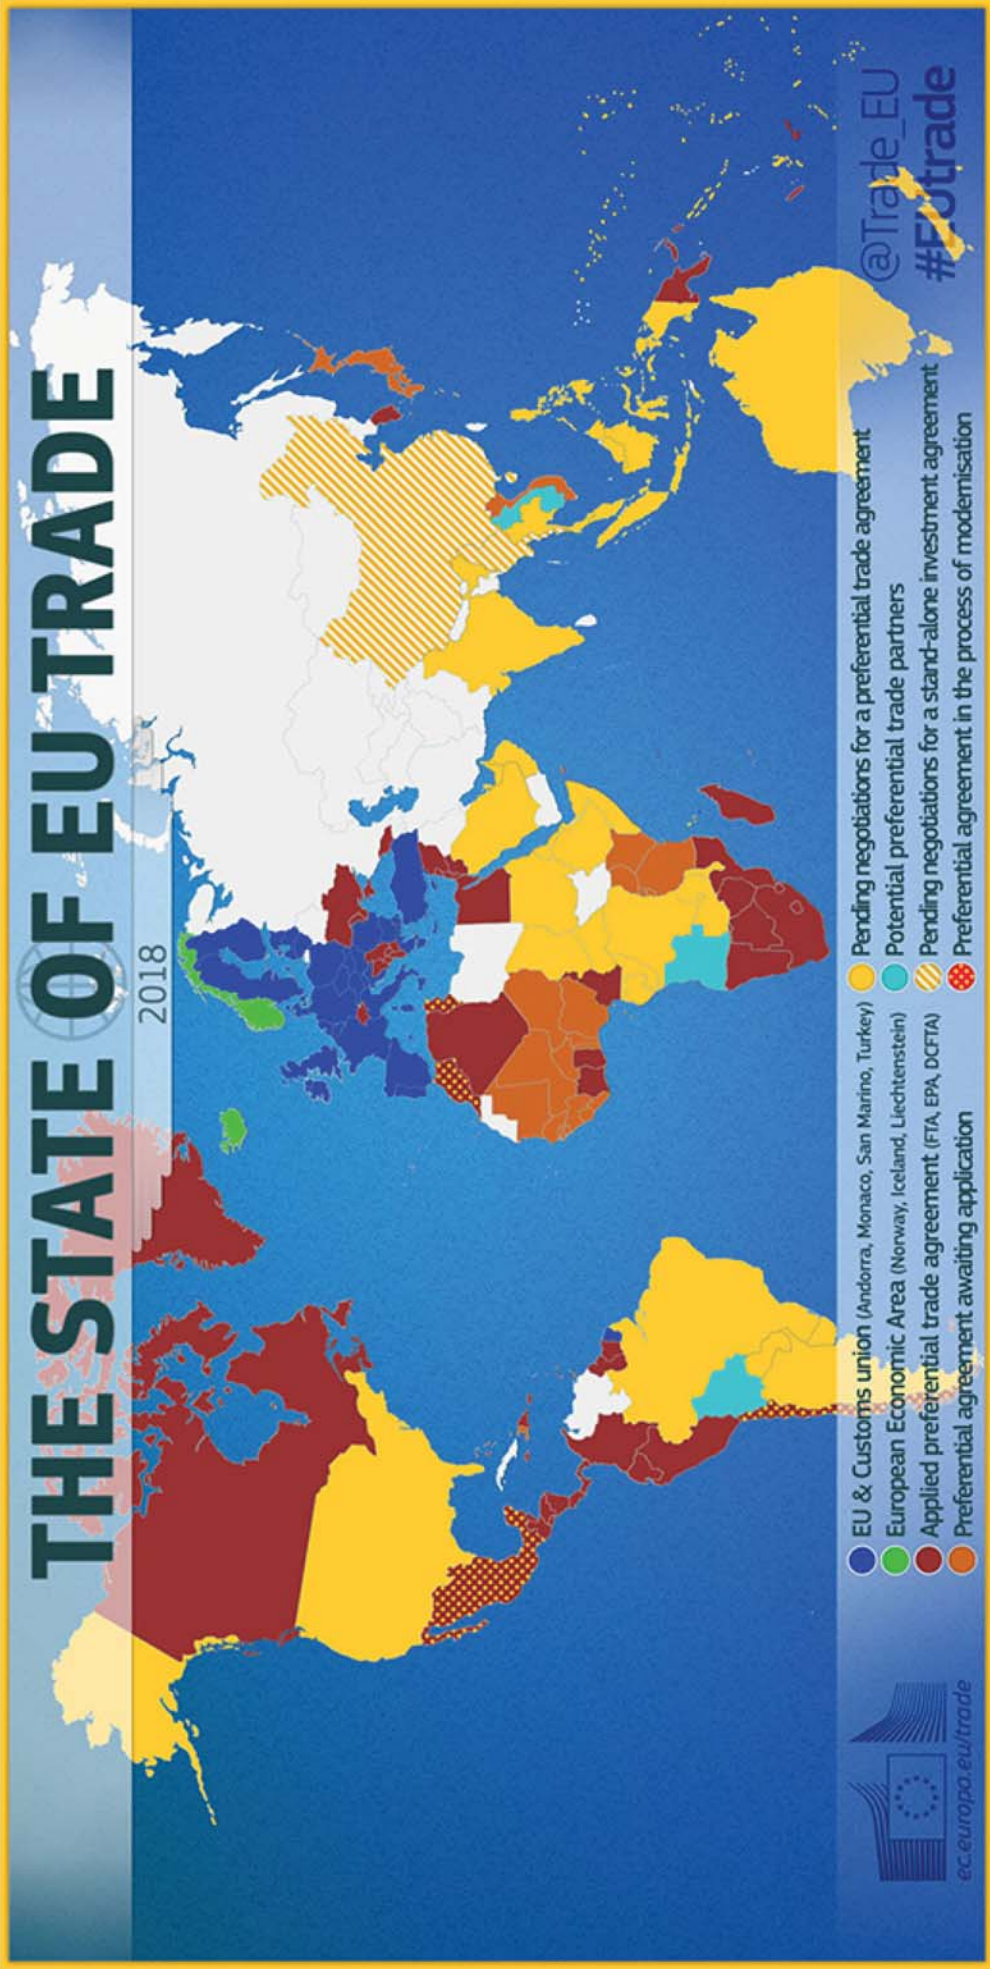 THE STATE OF EU TRADE
2018
EU & Customs union (Andorra, Monaco, San Marino, Turkey)
European Economic Area (Norway, Iceland, Liechtenstein)
Applied preferential trade agreement (FTA, EPA, DCFTA)
Preferential agreement awaiting application
Pending negotiations for a preferential trade agreement
Potential preferential trade partners
Pending negotiations for a stand-alone investment agreement
Preferential agreement in the process of modernisation
@Trade_EU
#EUtrade
ec.europa.eu/trade